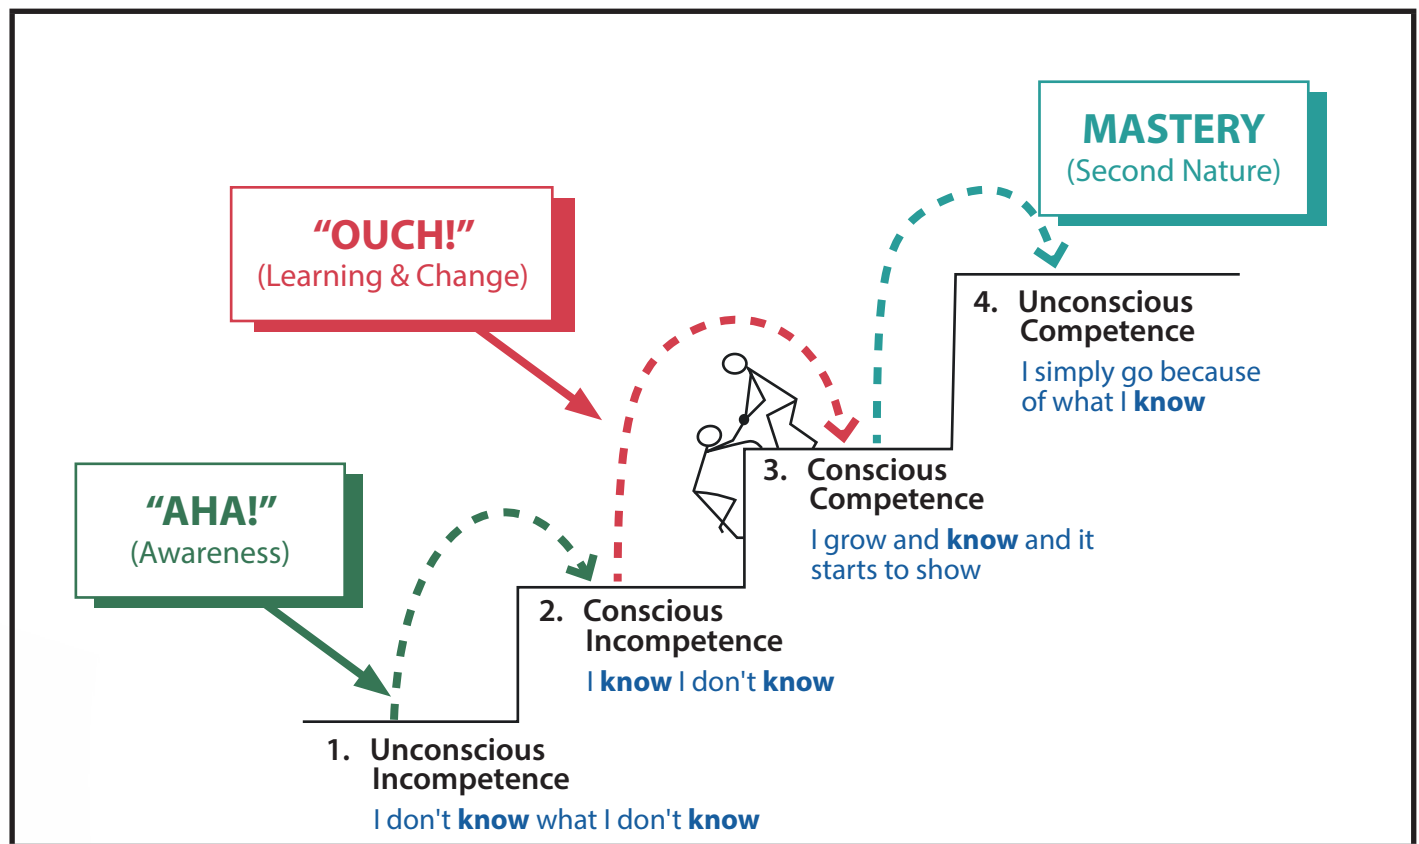 MASTERY
(Second Nature)
“OUCH!”
(Learning & Change)
4. Unconscious
Competence
I simply go because
of what I know
“AHA!”
(Awareness)
3. Conscious
Competence
I grow and know and it
starts to show
2. Conscious
Incompetence
I know I don't know
1. Unconscious
Incompetence
I don't know what I don't know